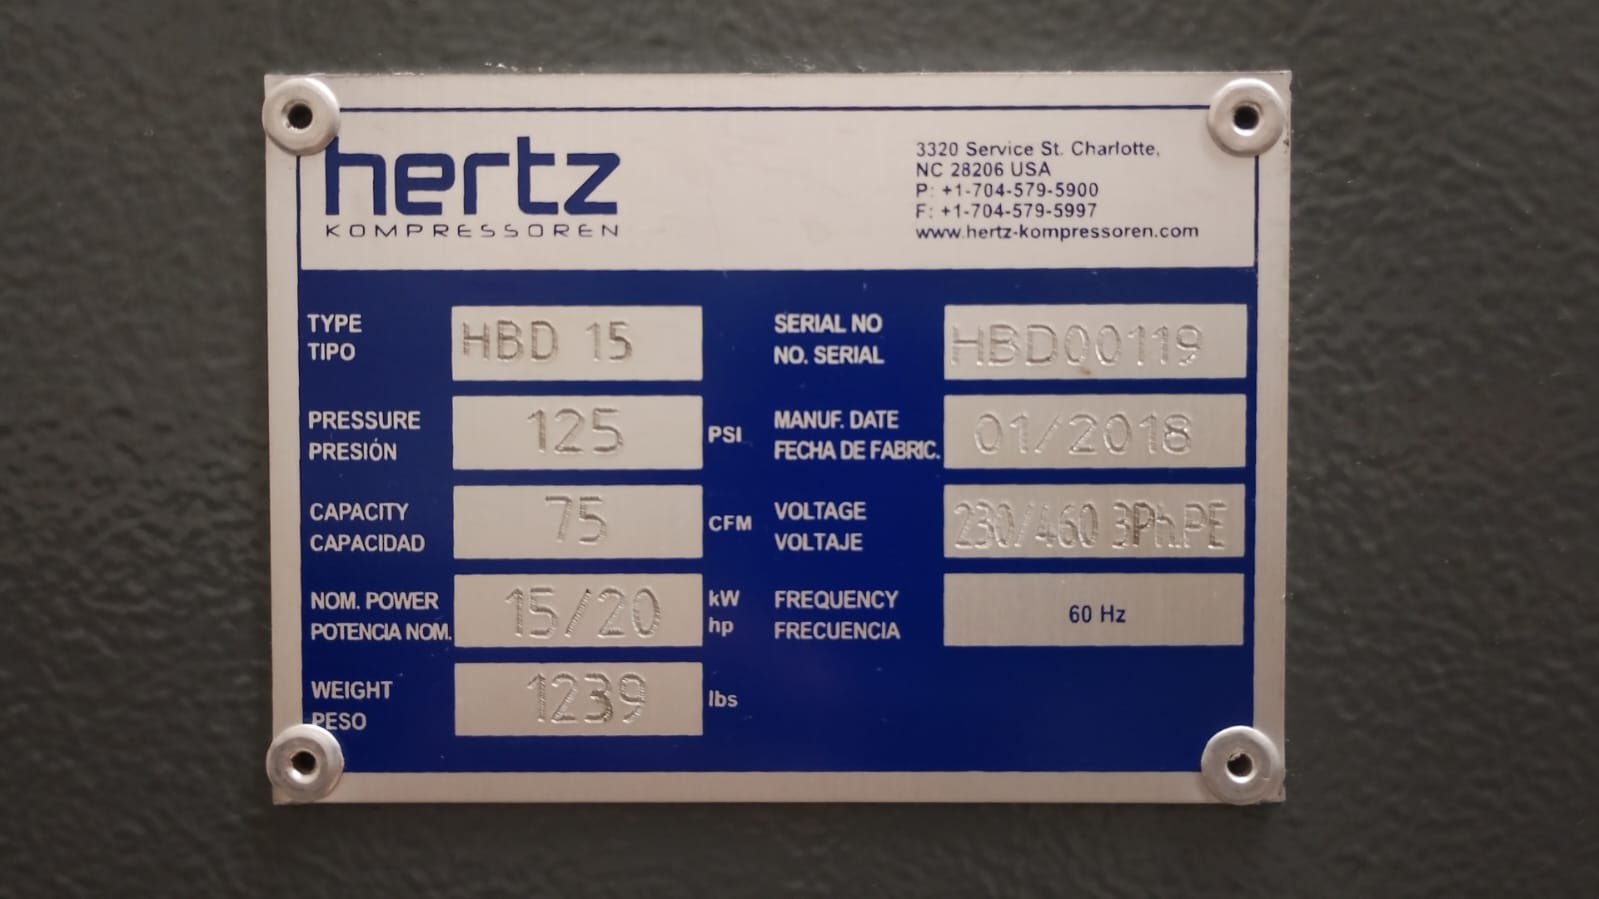 hertz
KOMPRESSOREN
3320 Service St. Charlotte,
NC 28206 USA
P: +1-704-579-5900
F: +1-704-579-5997
www.hertz-kompressoren.com
TYPE
TIPO
HBD 15
SERIAL NO
NO. SERIAL
HBD00119
PRESSURE
PRESIÓN
125
PSI
MANUF. DATE
FECHA DE FABRIC.
01/2018
CAPACITY
CAPACIDAD
75
CFM
VOLTAGE
VOLTAJE
230/460 3Ph.PE
NOM. POWER
POTENCIA NOM.
15/20
kW
hp
FREQUENCY
FRECUENCIA
60 Hz
WEIGHT
PESO
1239
lbs